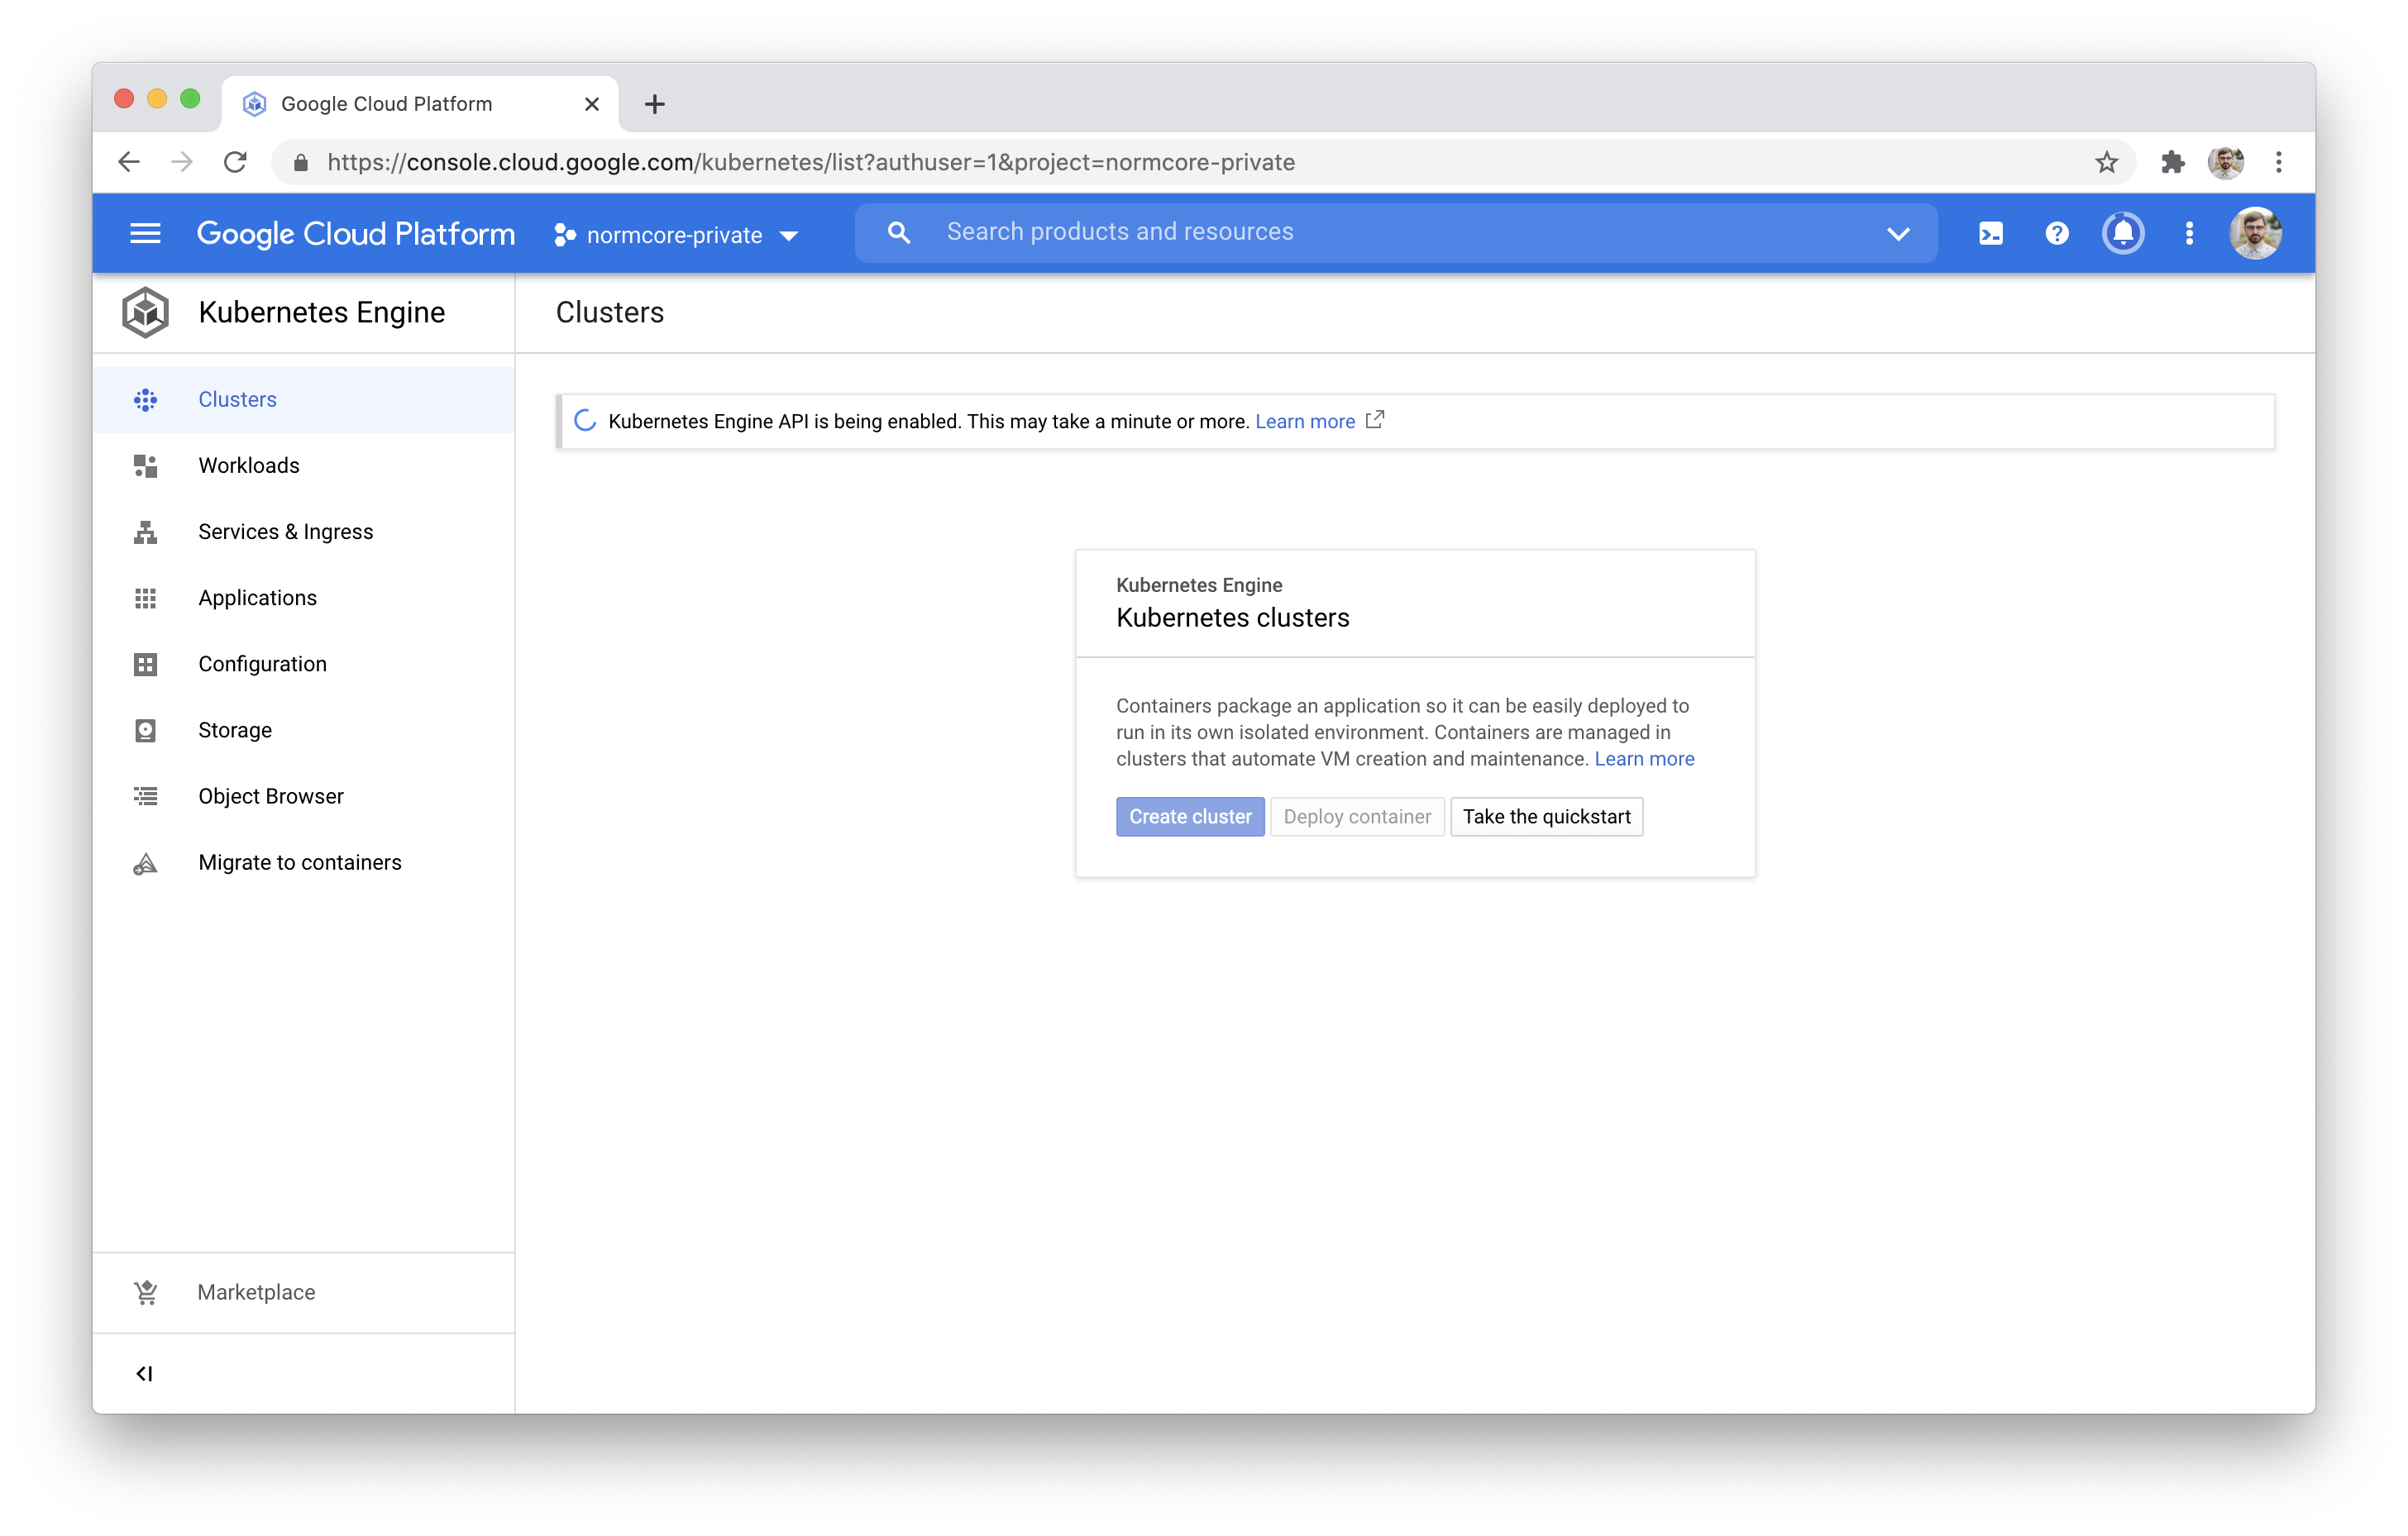 Google Cloud Platform
https://console.cloud.google.com/kubernetes/list?authuser=1&project=normcore-private
Google Cloud Platform
normcore-private
Search products and resources
Kubernetes Engine
Clusters
Clusters
Workloads
Services & Ingress
Applications
Configuration
Storage
Object Browser
Migrate to containers
Marketplace
Kubernetes Engine API is being enabled. This may take a minute or more. Learn more
Kubernetes Engine
Kubernetes clusters
Containers package an application so it can be easily deployed to
run in its own isolated environment. Containers are managed in
clusters that automate VM creation and maintenance. Learn more
Create cluster
Deploy container
Take the quickstart